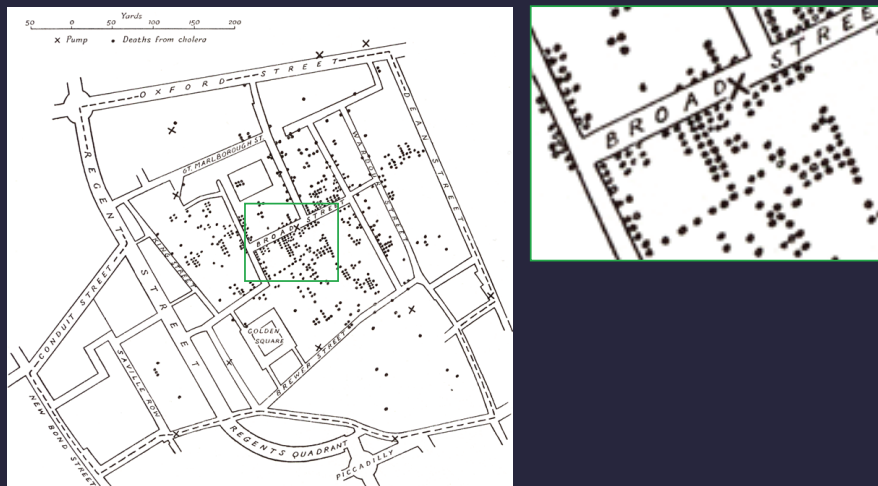 Yards
50 0 50 100 150 200
× Pump • Deaths from cholera
OXFORD STREET
REGENT STREET
GT. MARLBOROUGH ST.
WARDOUR STREET
DEAN STREET
BROAD STREET
KING STREET
CONDUIT STREET
SAVILLE ROW
NEW BOND STREET
GOLDEN SQUARE
BREWER STREET
REGENTS QUADRANT
PICCADILLY
BROAD STREE